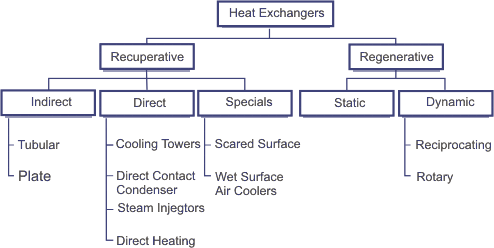 Heat Exchangers
Recuperative
Regenerative
Indirect
Direct
Specials
Static
Dynamic
Tubular
Plate
Cooling Towers
Direct Contact
Condenser
Steam Injegtors
Direct Heating
Scared Surface
Wet Surface
Air Coolers
Reciprocating
Rotary